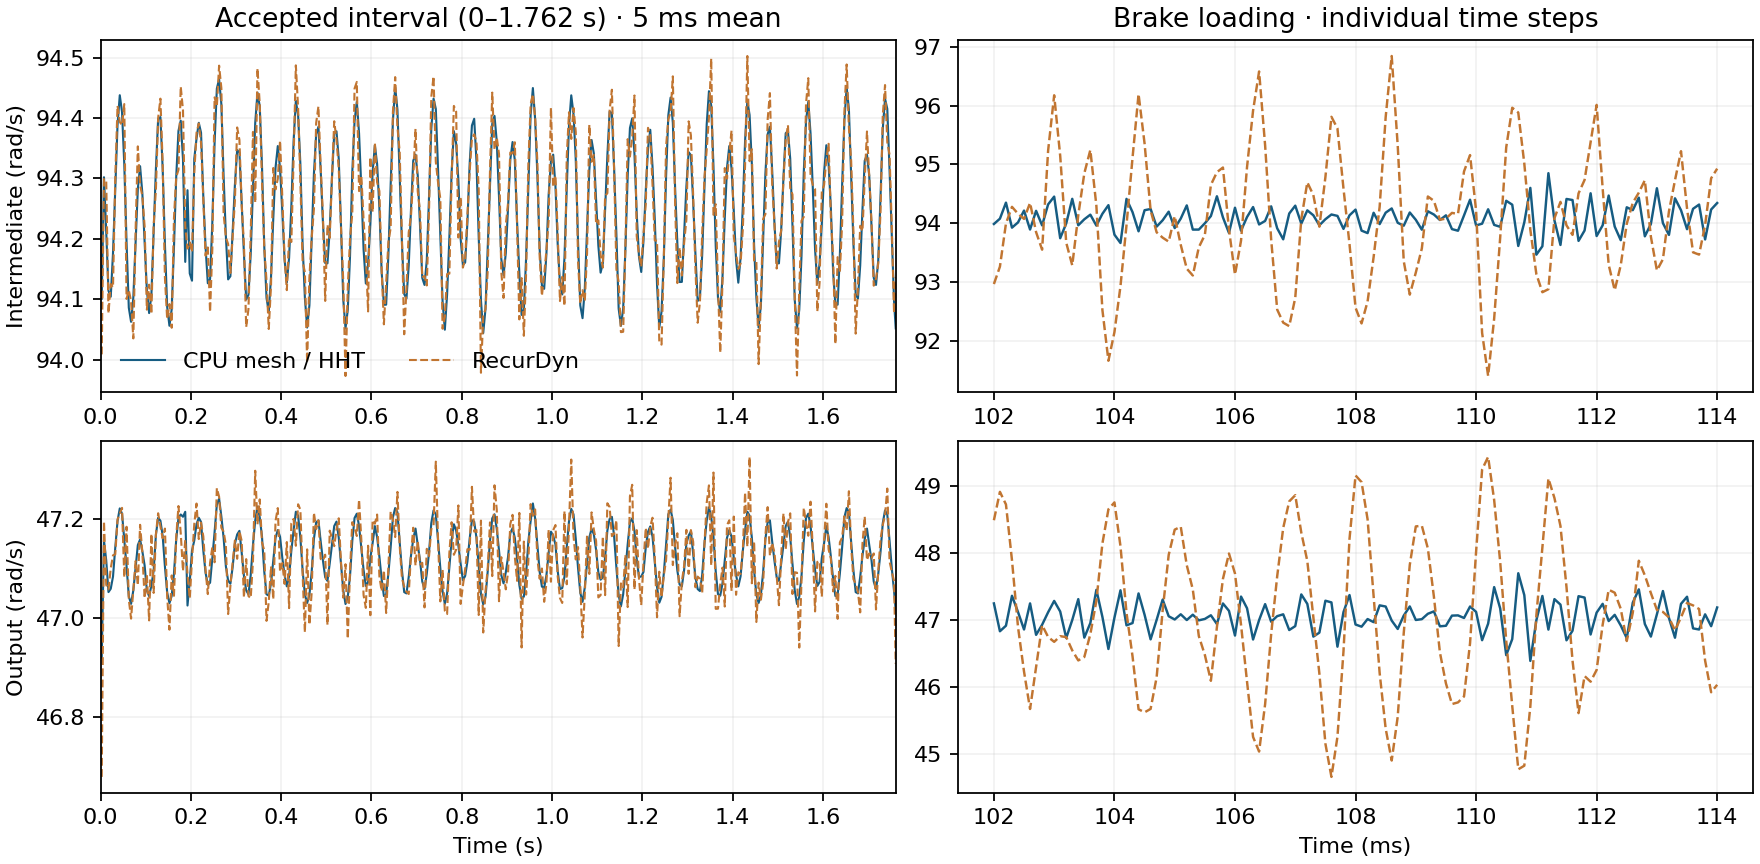 Accepted interval (0–1.762 s) · 5 ms mean
Brake loading · individual time steps
Intermediate (rad/s)
94.5
94.4
94.3
94.2
94.1
94.0
CPU mesh / HHT
RecurDyn
0.0 0.2 0.4 0.6 0.8 1.0 1.2 1.4 1.6
97
96
95
94
93
92
102 104 106 108 110 112 114
Output (rad/s)
47.2
47.0
46.8
0.0 0.2 0.4 0.6 0.8 1.0 1.2 1.4 1.6
Time (s)
49
48
47
46
45
102 104 106 108 110 112 114
Time (ms)